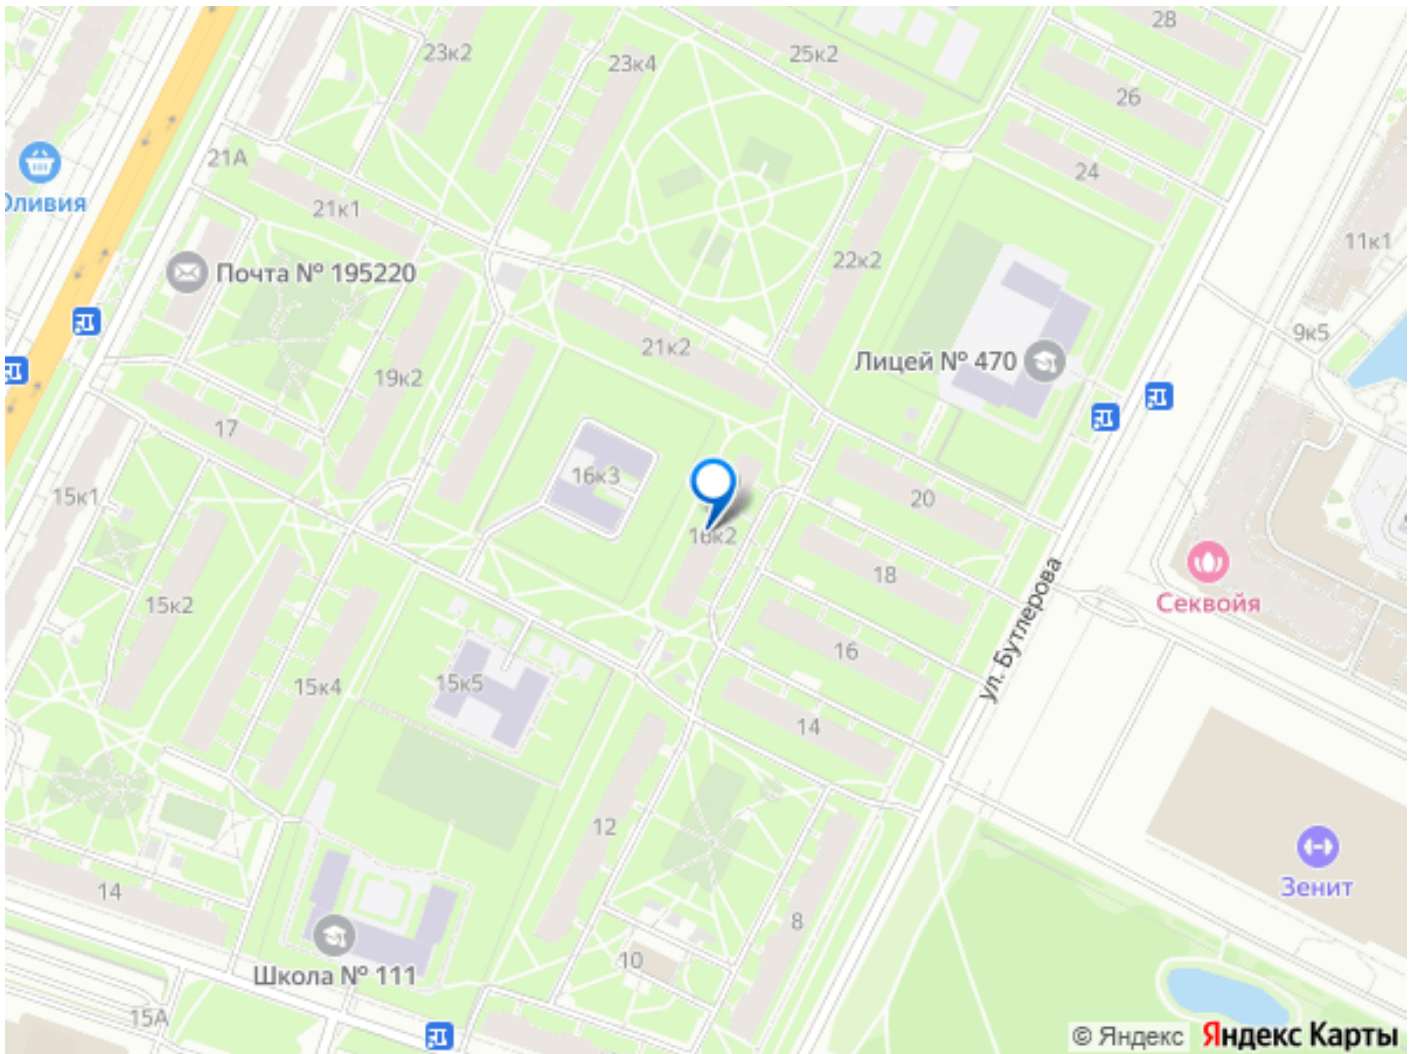 28
23к2
23к4
25к2
26
21А
24
Оливия
21к1
11к1
22к2
Почта № 195220
9к5
21к2
Лицей № 470
19к2
17
16к3
15к1
20
16к2
18
Секвойя
15к2
ул. Бутлерова
16
15к5
15к4
14
12
Зенит
14
8
10
Школа № 111
15А
© Яндекс Яндекс Карты